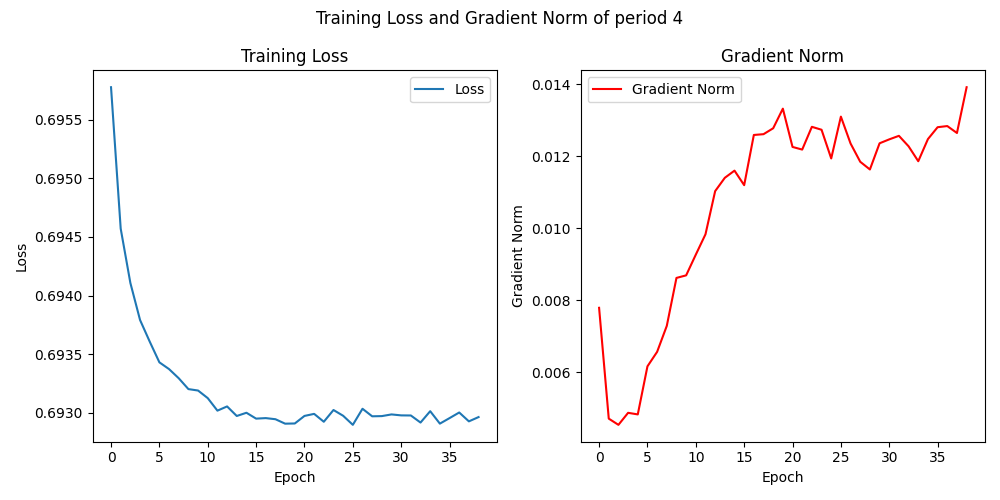 Training Loss and Gradient Norm of period 4
Training Loss
Loss
0.6955
0.6950
0.6945
0.6940
0.6935
0.6930
Loss
0 5 10 15 20 25 30 35
Epoch
Gradient Norm
Gradient Norm
0.014
0.012
0.010
0.008
0.006
Gradient Norm
0 5 10 15 20 25 30 35
Epoch